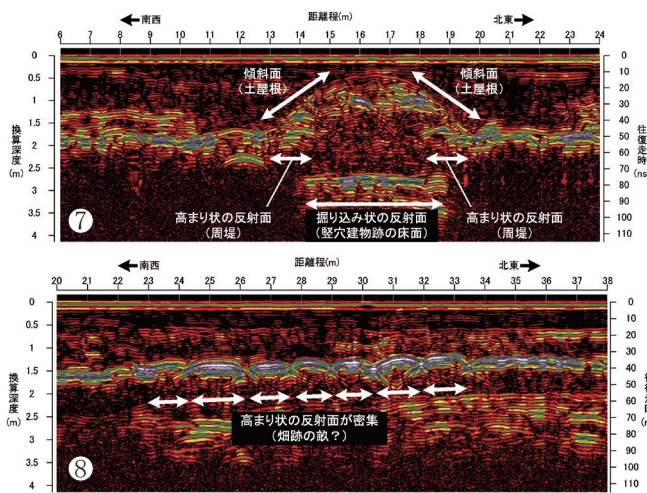 南西 距離程(m) 北東
6 7 8 9 10 11 12 13 14 15 16 17 18 19 20 21 22 23 24
換算深度(m)
0
0.5
1
1.5
2
2.5
3
3.5
4
往復走時(ns)
0
10
20
30
40
50
60
70
80
90
100
110
傾斜面
(土屋根)
傾斜面
(土屋根)
高まり状の反射面
(周堤)
掘り込み状の反射面
(竪穴建物跡の床面)
高まり状の反射面
(周堤)
7
南西 距離程(m) 北東
20 21 22 23 24 25 26 27 28 29 30 31 32 33 34 35 36 37 38
換算深度(m)
0
0.5
1
1.5
2
2.5
3
3.5
4
0
10
20
30
40
50
60
70
80
90
100
110
高まり状の反射面が密集
(畑跡の畝?)
8